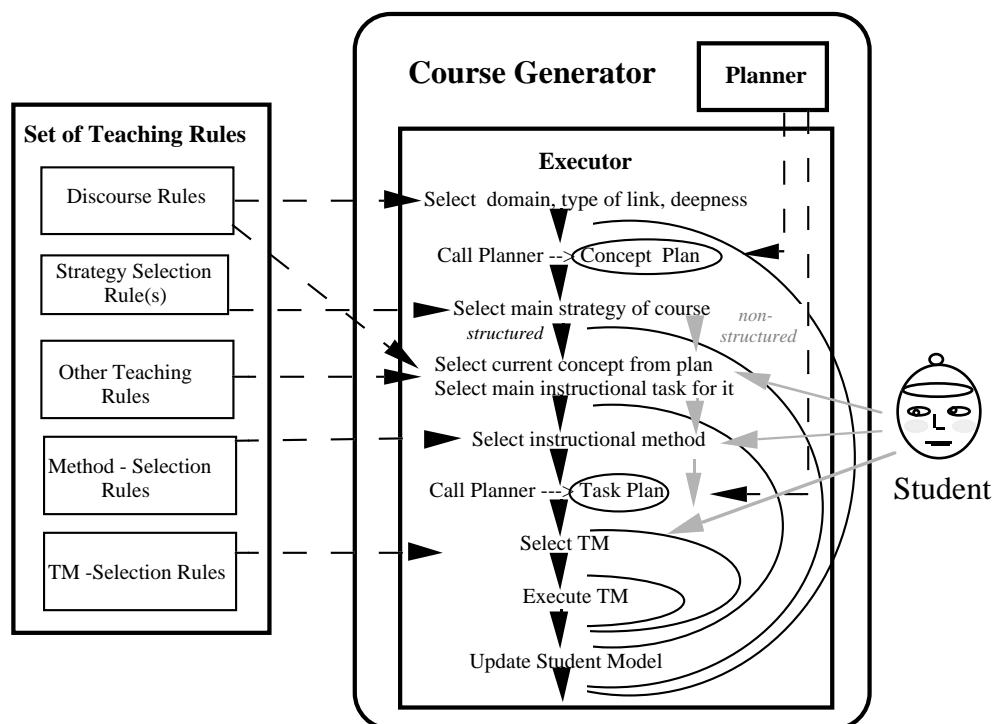 Course Generator
Planner
Set of Teaching Rules
Discourse Rules
Strategy Selection
Rule(s)
Other Teaching
Rules
Method - Selection
Rules
TM -Selection Rules
Executor
Select domain, type of link, deepness
Call Planner --> Concept Plan
Select main strategy of course
structured
non-
structured
Select current concept from plan
Select main instructional task for it
Select instructional method
Call Planner ---> Task Plan
Select TM
Execute TM
Update Student Model
Student